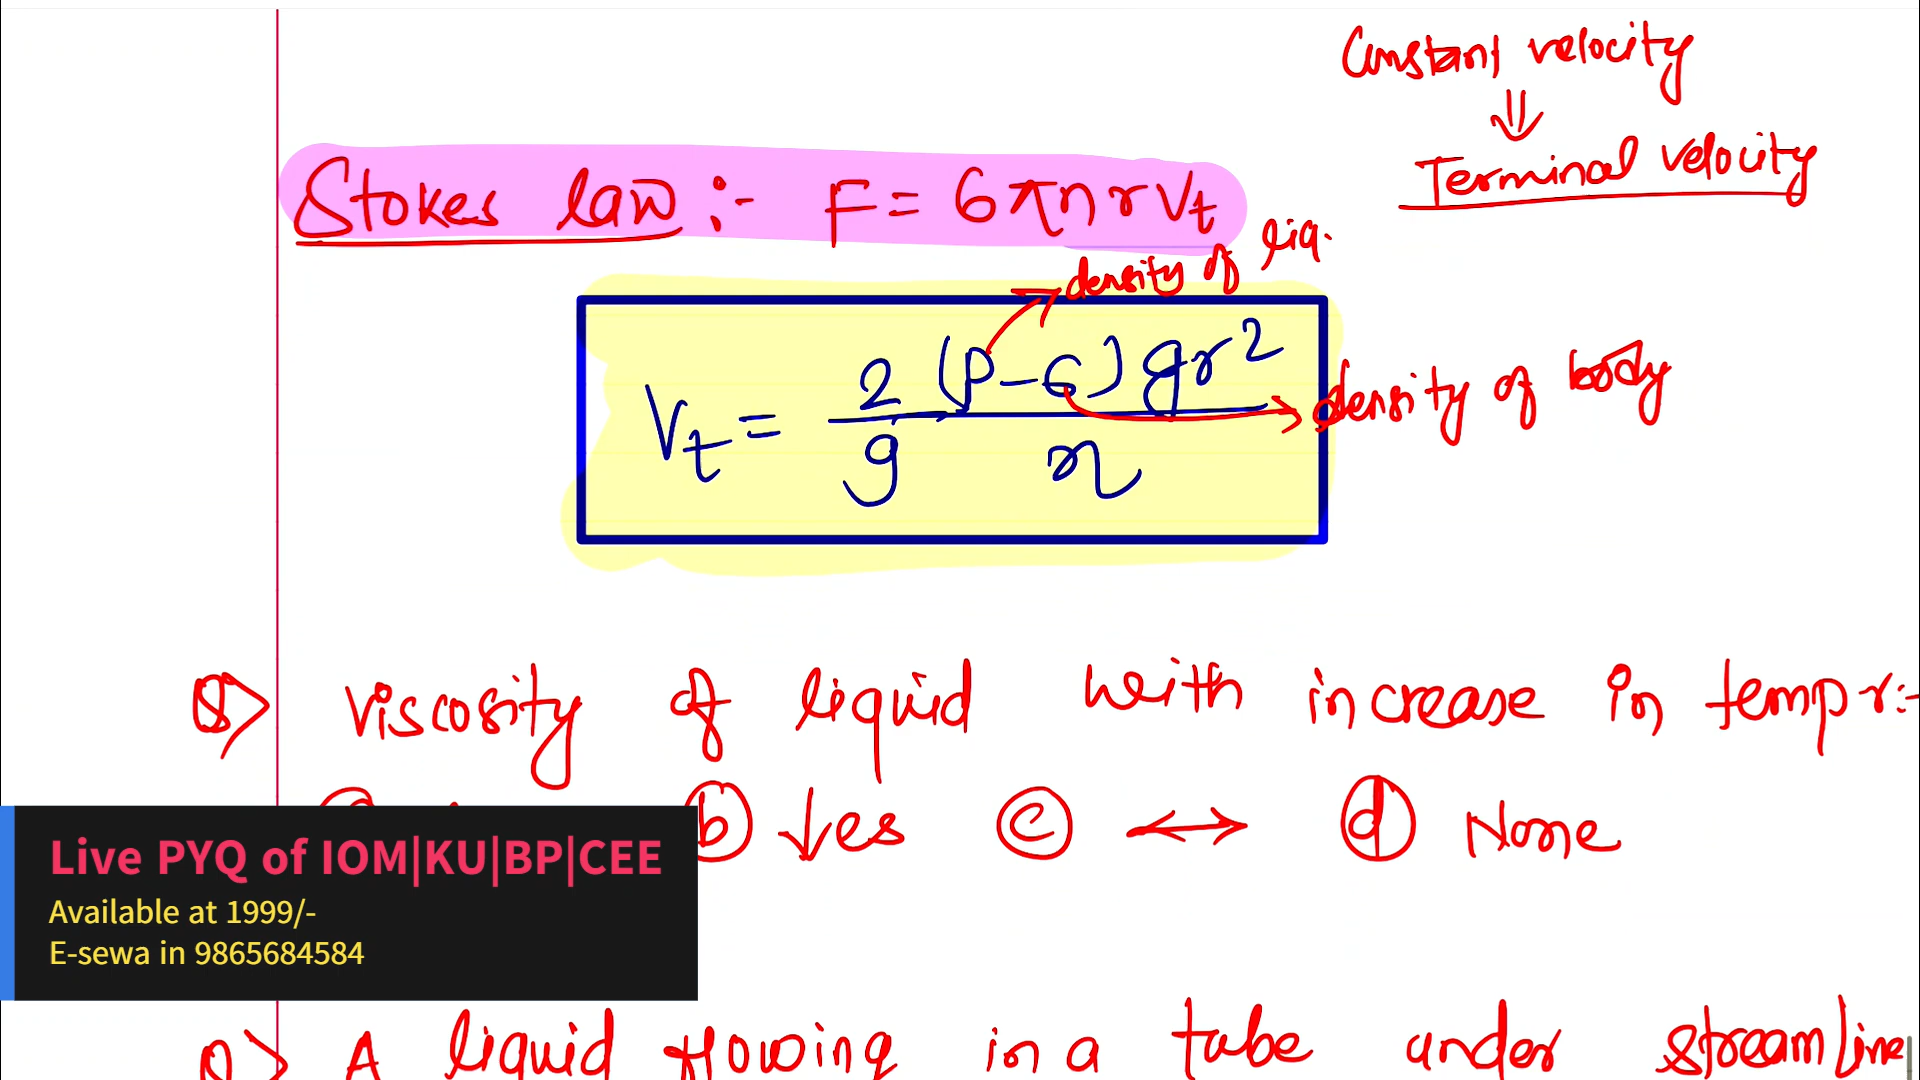 Constant velocity
⇓
Terminal velocity
Stokes law :- F = 6πηrVt
density of liq.
Vt = 2/9 (ρ-σ) gr²/η
density of body
Q> Viscosity of liquid with increase in tempr:-
b ↓es c ↔ d None
Live PYQ of IOM|KU|BP|CEE
Available at 1999/-
E-sewa in 9865684584
Q> A liquid flowing in a tube under streamline